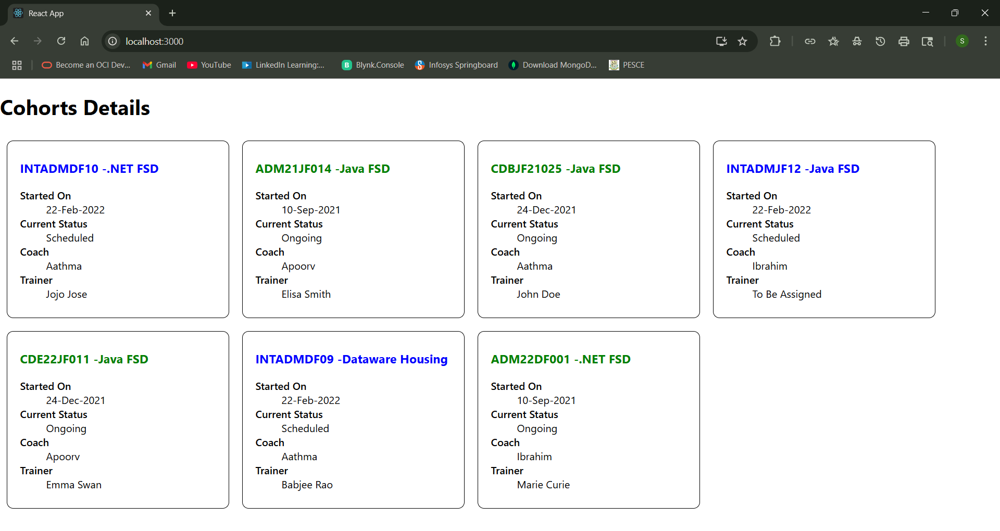 React App
localhost:3000
S
Become an OCI Dev... Gmail YouTube LinkedIn Learning:... Blynk.Console Infosys Springboard Download MongoD... PESCE
Cohorts Details
INTADMDF10 -.NET FSD
Started On
22-Feb-2022
Current Status
Scheduled
Coach
Aathma
Trainer
Jojo Jose
ADM21JF014 -Java FSD
Started On
10-Sep-2021
Current Status
Ongoing
Coach
Apoorv
Trainer
Elisa Smith
CDBJF21025 -Java FSD
Started On
24-Dec-2021
Current Status
Ongoing
Coach
Aathma
Trainer
John Doe
INTADMJF12 -Java FSD
Started On
22-Feb-2022
Current Status
Scheduled
Coach
Ibrahim
Trainer
To Be Assigned
CDE22JF011 -Java FSD
Started On
24-Dec-2021
Current Status
Ongoing
Coach
Apoorv
Trainer
Emma Swan
INTADMDF09 -Dataware Housing
Started On
22-Feb-2022
Current Status
Scheduled
Coach
Aathma
Trainer
Babjee Rao
ADM22DF001 -.NET FSD
Started On
10-Sep-2021
Current Status
Ongoing
Coach
Ibrahim
Trainer
Marie Curie